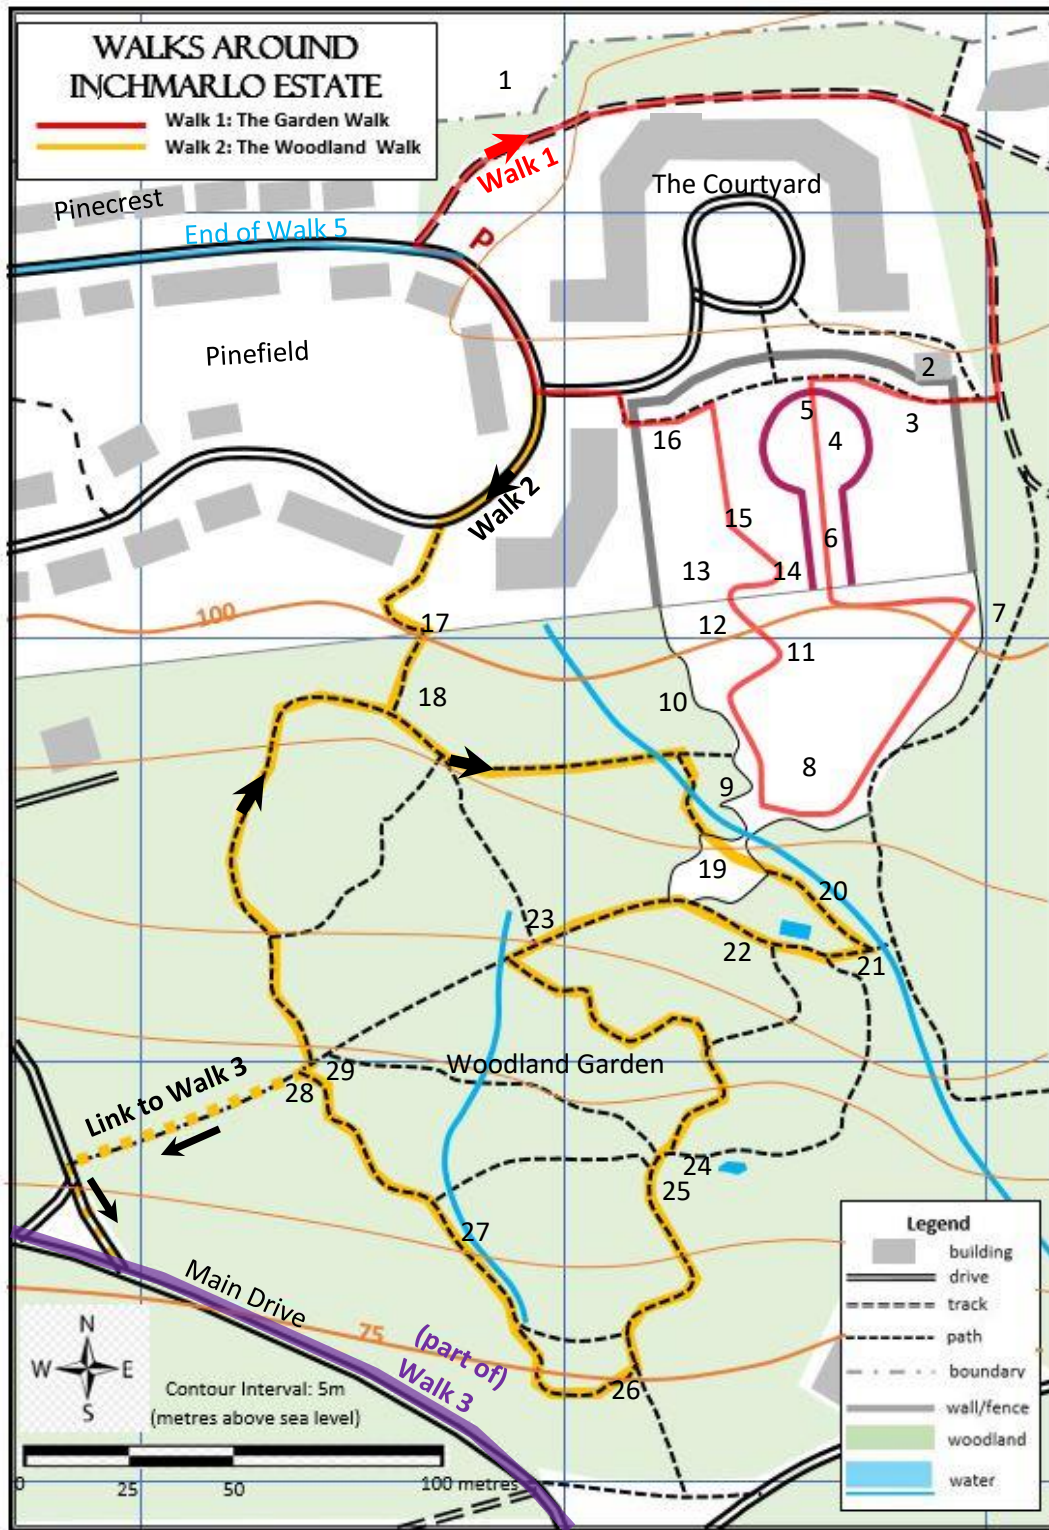 WALKS AROUND
INCHMARLO ESTATE
Walk 1: The Garden Walk
Walk 2: The Woodland Walk
1
Walk 1
The Courtyard
Pinecrest
End of Walk 5
P
Pinefield
2
3
5
4
16
Walk 2
15
6
13
14
100
17
12
7
11
18
10
8
9
19
20
23
22
21
Woodland Garden
29
28
Link to Walk 3
24
25
27
Main Drive
75
(part of)
Walk 3
26
N
W E
S
Contour Interval: 5m
(metres above sea level)
0 25 50 100 metres
Legend
building
drive
track
path
boundary
wall/fence
woodland
water